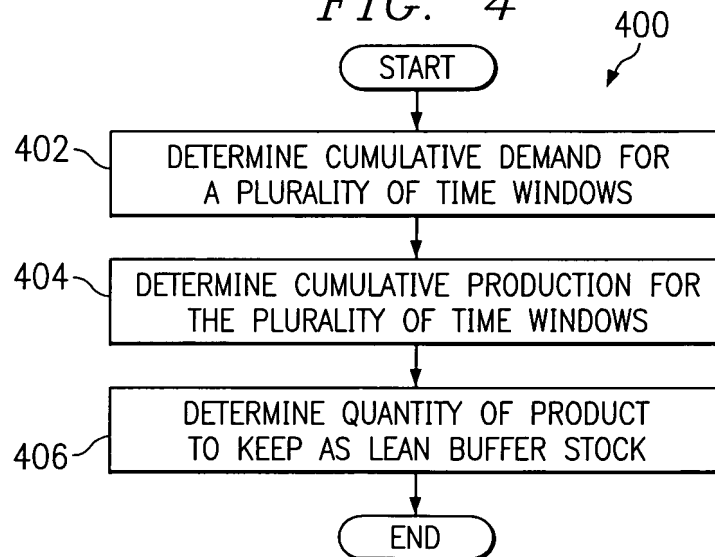 FIG. 4
400
START
402
DETERMINE CUMULATIVE DEMAND FOR
A PLURALITY OF TIME WINDOWS
404
DETERMINE CUMULATIVE PRODUCTION FOR
THE PLURALITY OF TIME WINDOWS
406
DETERMINE QUANTITY OF PRODUCT
TO KEEP AS LEAN BUFFER STOCK
END